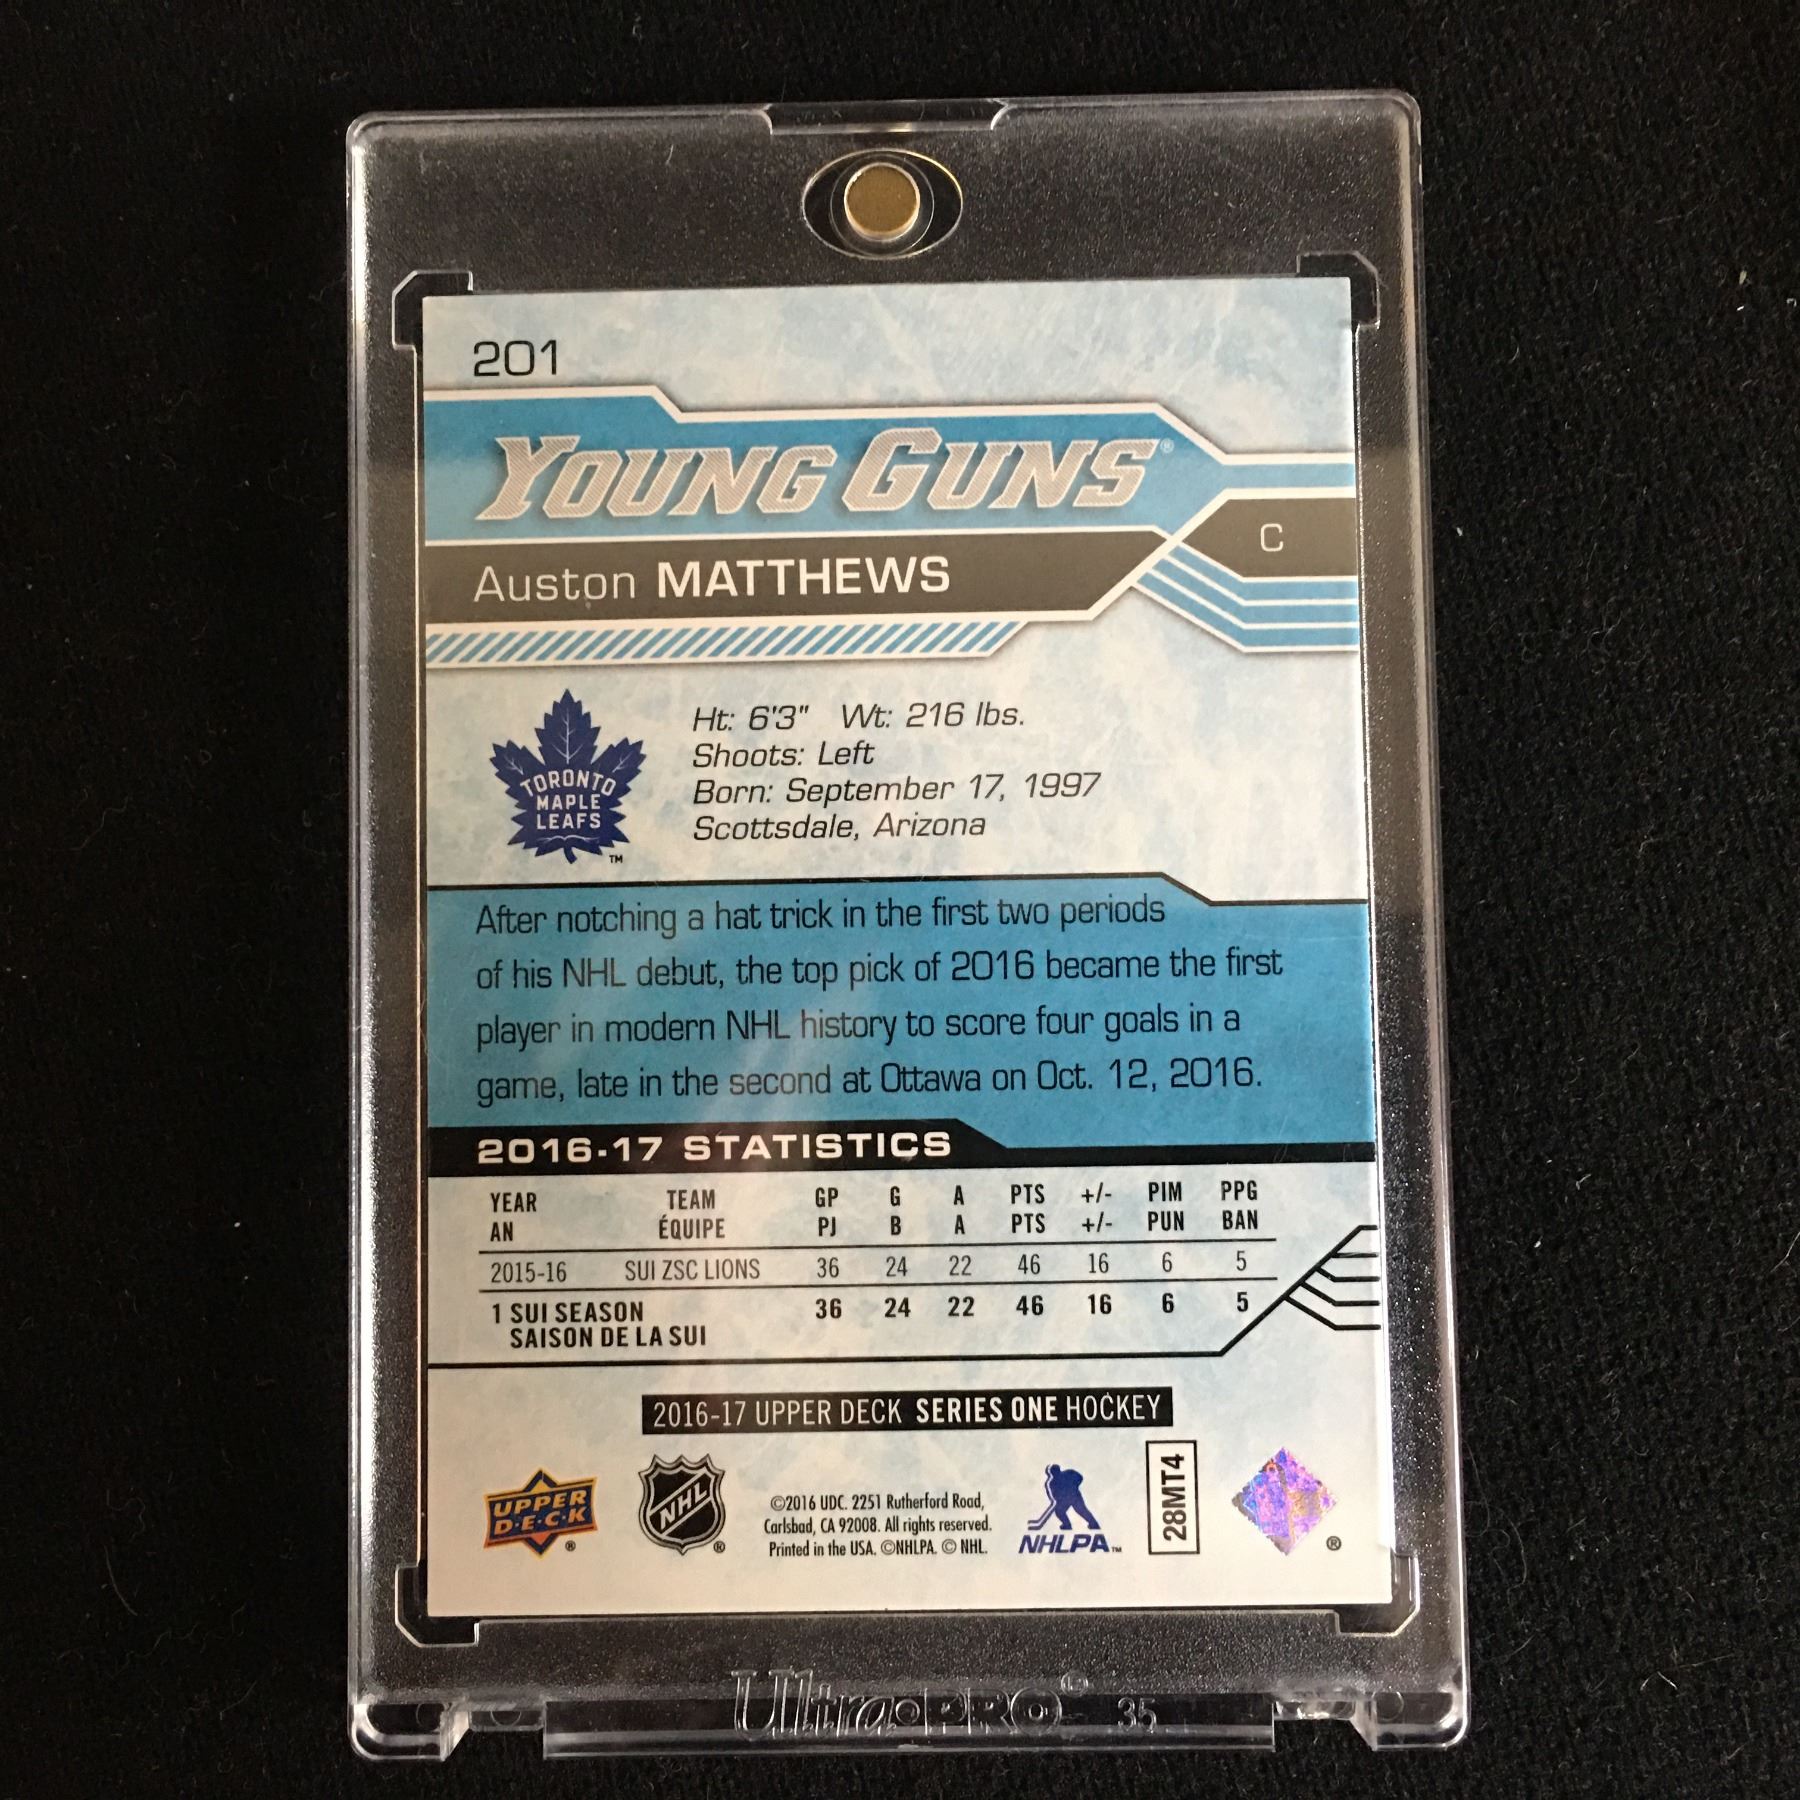 201
YOUNG GUNS®
C
Auston MATTHEWS
TORONTO
MAPLE
LEAFS
TM
Ht: 6'3" Wt: 216 lbs.
Shoots: Left
Born: September 17, 1997
Scottsdale, Arizona
After notching a hat trick in the first two periods
of his NHL debut, the top pick of 2016 became the first
player in modern NHL history to score four goals in a
game, late in the second at Ottawa on Oct. 12, 2016.
2016-17 STATISTICS
YEAR TEAM GP G A PTS +/- PIM PPG
AN ÉQUIPE PJ B A PTS +/- PUN BAN
2015-16 SUI ZSC LIONS 36 24 22 46 16 6 5
1 SUI SEASON 36 24 22 46 16 6 5
SAISON DE LA SUI
2016-17 UPPER DECK SERIES ONE HOCKEY
UPPER
D·E·C·K
®
NHL
®
©2016 UDC. 2251 Rutherford Road,
Carlsbad, CA 92008. All rights reserved.
Printed in the USA. ©NHLPA. © NHL.
NHLPA™
28MT4
®
Ultra•PRO® 35